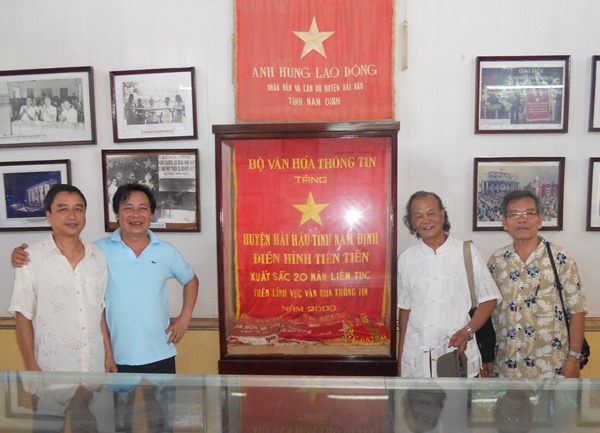 ANH HÙNG LAO ĐỘNG
NHÂN DÂN VÀ CÁN BỘ HUYỆN HẢI HẬU
TỈNH NAM ĐỊNH
BỘ VĂN HÓA THÔNG TIN
TẶNG
HUYỆN HẢI HẬU TỈNH NAM ĐỊNH
ĐIỂN HÌNH TIÊN TIẾN
XUẤT SẮC 20 NĂM LIÊN TỤC
TRÊN LĨNH VỰC VĂN HÓA THÔNG TIN
NĂM 2000
ĐẠI HỘI